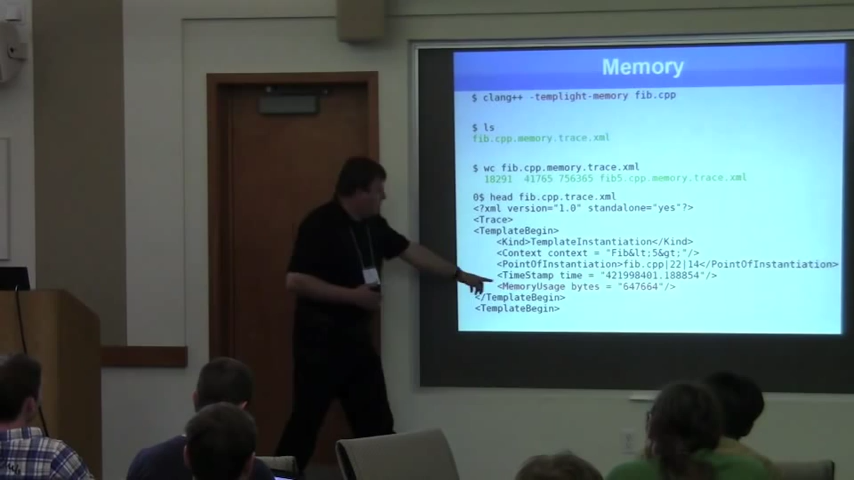 Memory
$ clang++ -templight-memory fib.cpp
$ ls
fib.cpp.memory.trace.xml
$ wc fib.cpp.memory.trace.xml
18291 41765 756365 fib5.cpp.memory.trace.xml
0$ head fib.cpp.trace.xml
<?xml version="1.0" standalone="yes"?>
<Trace>
<TemplateBegin>
<Kind>TemplateInstantiation</Kind>
<Context context = "Fib&lt;5&gt;"/>
<PointOfInstantiation>fib.cpp|22|14</PointOfInstantiation>
<TimeStamp time = "421998401.188854"/>
<MemoryUsage bytes = "647664"/>
</TemplateBegin>
<TemplateBegin>